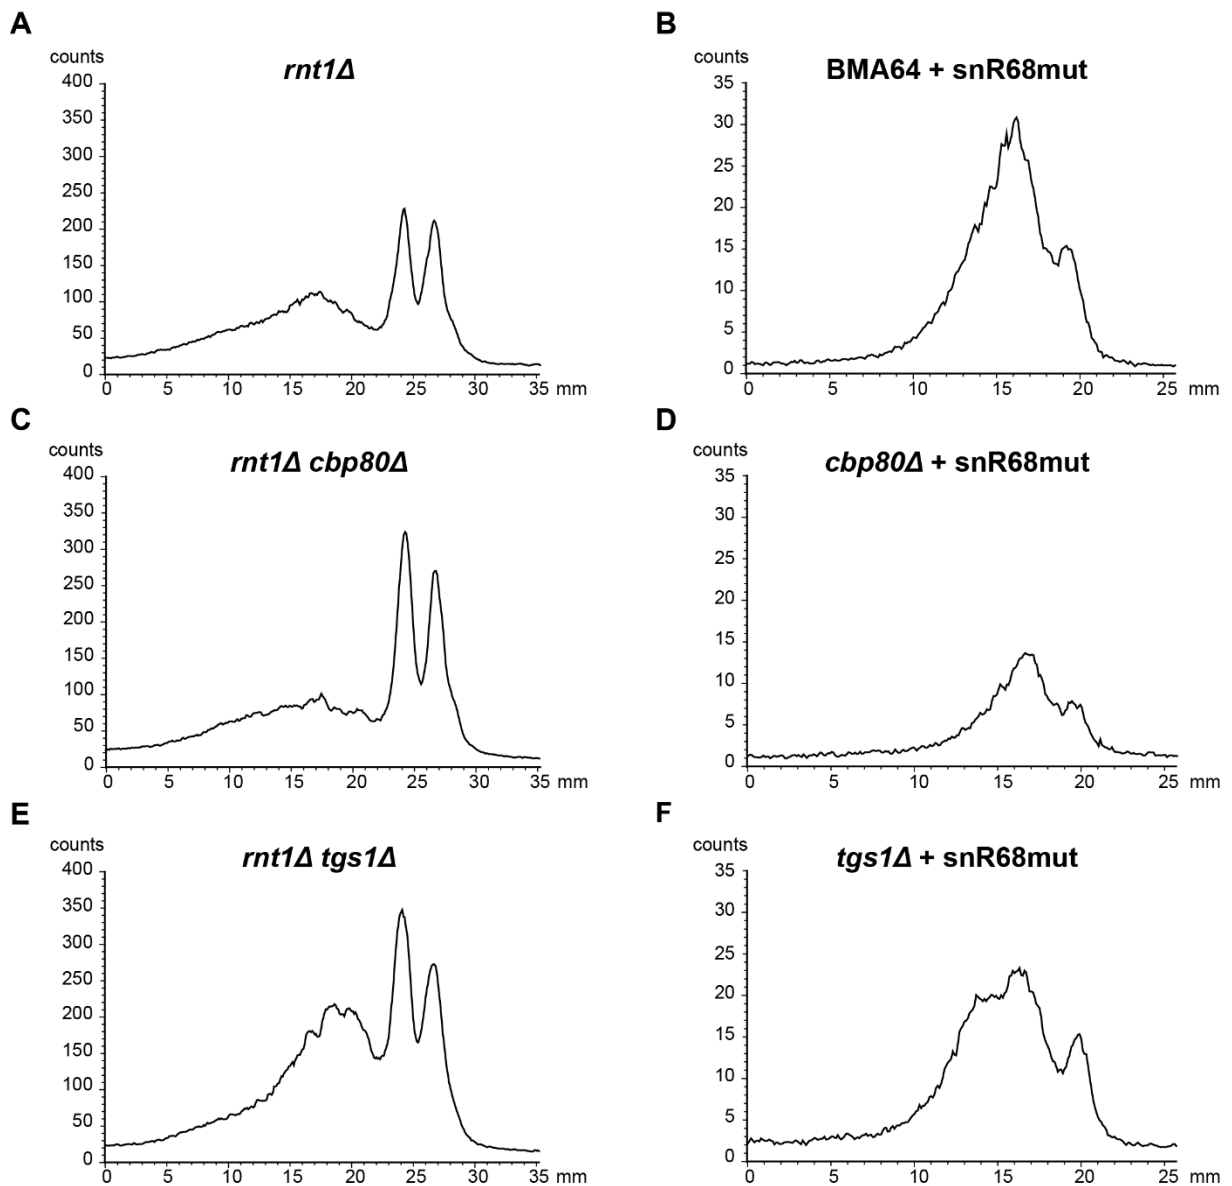 A
counts
rnt1Δ
400
350
300
250
200
150
100
50
0
0 5 10 15 20 25 30 35 mm
B
counts
BMA64 + snR68mut
35
30
25
20
15
10
5
0
0 5 10 15 20 25 mm
C
counts
rnt1Δ cbp80Δ
400
350
300
250
200
150
100
50
0
0 5 10 15 20 25 30 35 mm
D
counts
cbp80Δ + snR68mut
35
30
25
20
15
10
5
0
0 5 10 15 20 25 mm
E
counts
rnt1Δ tgs1Δ
400
350
300
250
200
150
100
50
0
0 5 10 15 20 25 30 35 mm
F
counts
tgs1Δ + snR68mut
35
30
25
20
15
10
5
0
0 5 10 15 20 25 mm